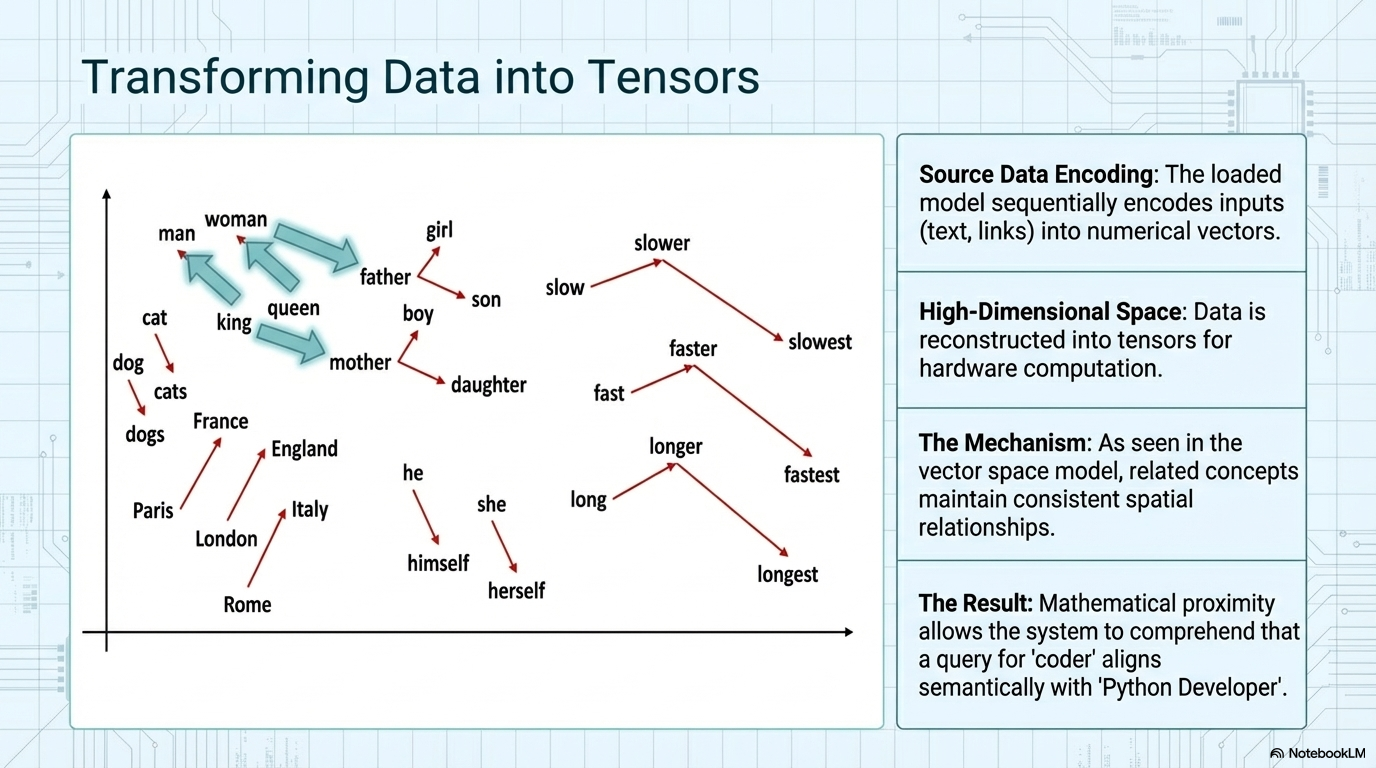 Transforming Data into Tensors
man
woman
girl
father
son
king
queen
boy
mother
daughter
cat
dog
cats
dogs
France
England
Paris
London
Italy
Rome
he
she
himself
herself
slow
slower
slowest
fast
faster
fastest
long
longer
longest
Source Data Encoding: The loaded
model sequentially encodes inputs
(text, links) into numerical vectors.
High-Dimensional Space: Data is
reconstructed into tensors for
hardware computation.
The Mechanism: As seen in the
vector space model, related concepts
maintain consistent spatial
relationships.
The Result: Mathematical proximity
allows the system to comprehend that
a query for 'coder' aligns
semantically with 'Python Developer'.
NotebookLM